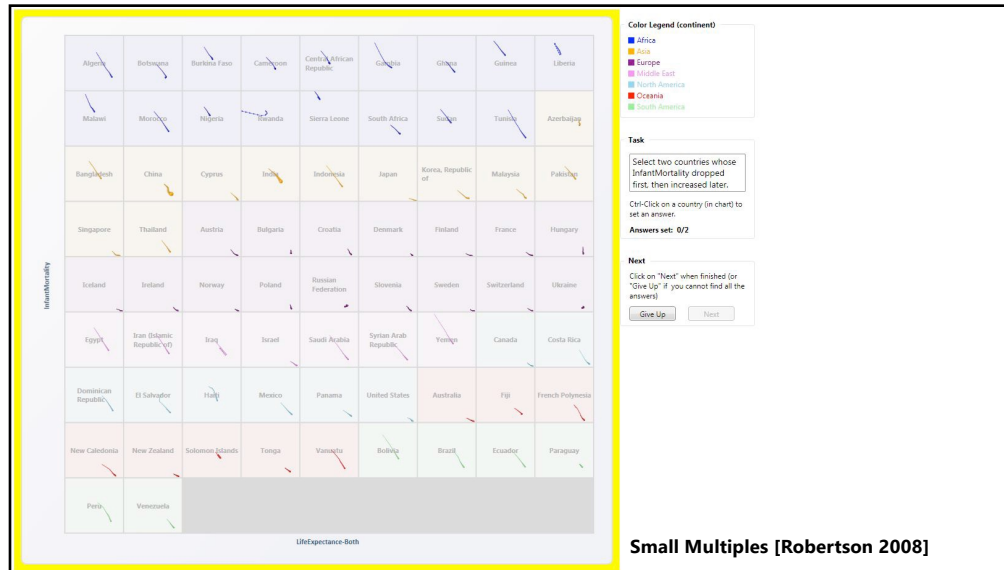 Color Legend (continent)
Africa
Asia
Europe
Middle East
North America
Oceania
South America
Algeria Botswana Burkina Faso Cameroon Central African Republic Gambia Ghana Guinea Liberia
Malawi Morocco Nigeria Rwanda Sierra Leone South Africa Sudan Tunisia Azerbaijan
Bangladesh China Cyprus India Indonesia Japan Korea, Republic of Malaysia Pakistan
Singapore Thailand Austria Bulgaria Croatia Denmark Finland France Hungary
Iceland Ireland Norway Poland Russian Federation Slovenia Sweden Switzerland Ukraine
Egypt Iran (Islamic Republic of) Iraq Israel Saudi Arabia Syrian Arab Republic Yemen Canada Costa Rica
Dominican Republic El Salvador Haiti Mexico Panama United States Australia Fiji French Polynesia
New Caledonia New Zealand Solomon Islands Tonga Vanuatu Bolivia Brazil Ecuador Paraguay
Peru Venezuela
InfantMortality
LifeExpectance-Both
Task
Select two countries whose
InfantMortality dropped
first, then increased later.
Ctrl-Click on a country (in chart) to
set an answer.
Answers set: 0/2
Next
Click on "Next" when finished (or
"Give Up" if you cannot find all the
answers)
Give Up Next
Small Multiples [Robertson 2008]